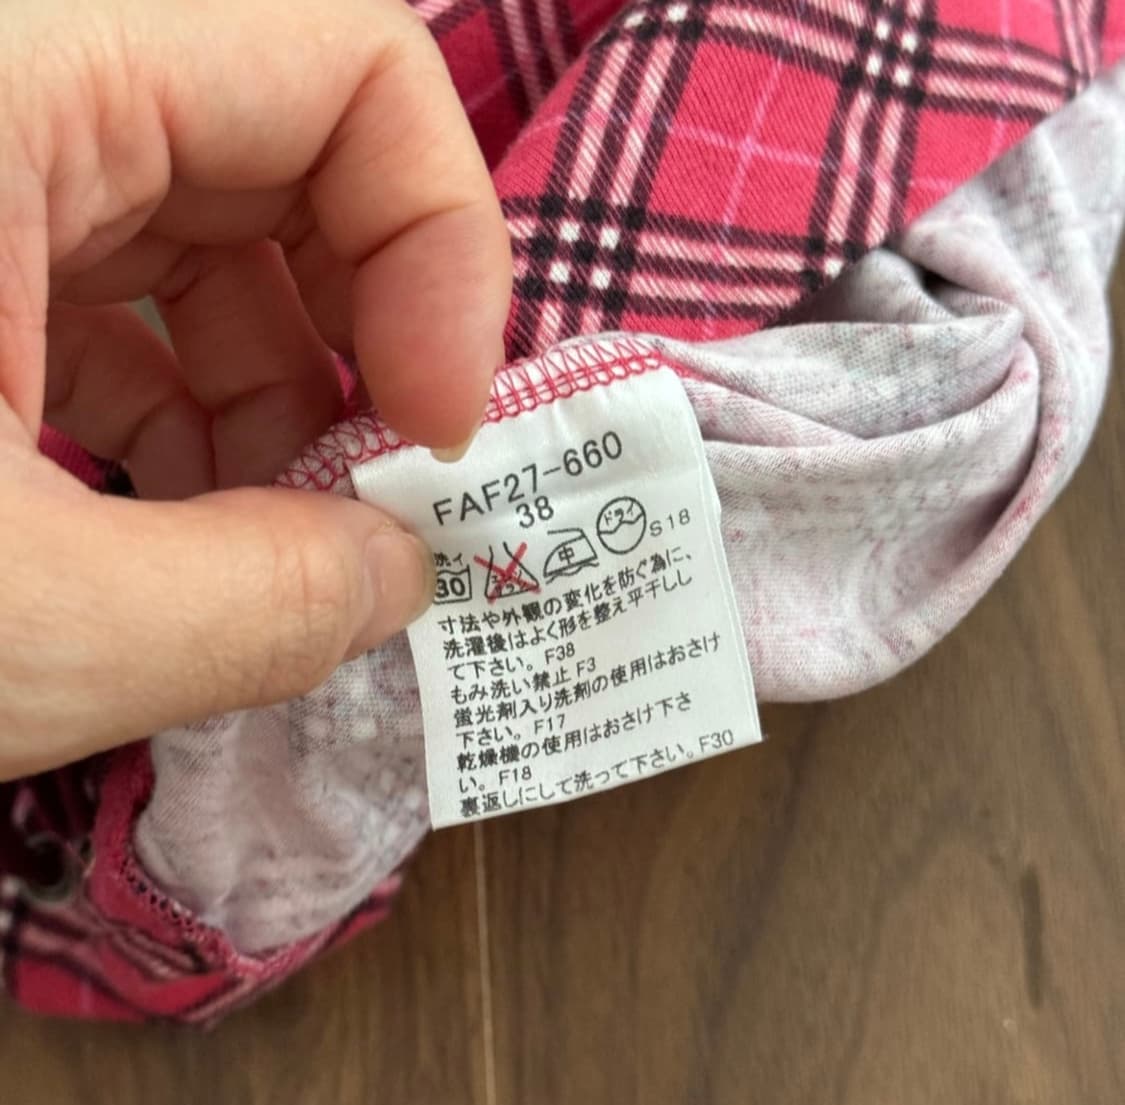 FAF27-660
38
洗イ 30 中 ドライ S18
寸法や外観の変化を防ぐ為に、
洗濯後はよく形を整え平干しし
て下さい。F38
もみ洗い禁止 F3
蛍光剤入り洗剤の使用はおさけ
下さい。F17
乾燥機の使用はおさけ下さ
い。F18
裏返しにして洗って下さい。F30